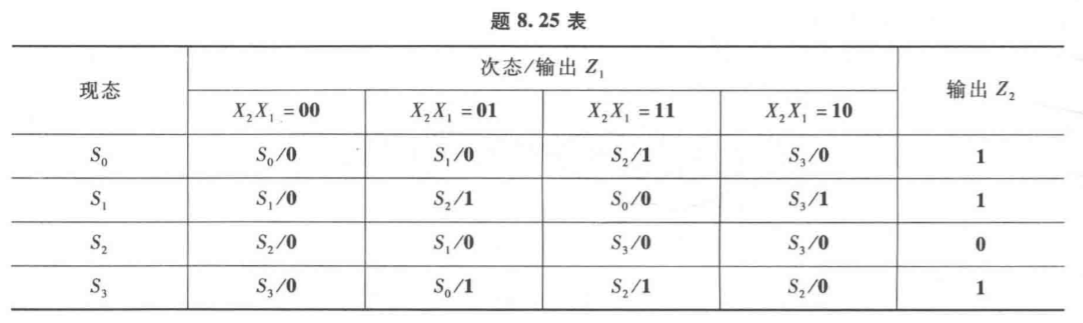 题 8.25 表
现态 次态/输出 Z₁ 输出 Z₂
X₂X₁ = 00 X₂X₁ = 01 X₂X₁ = 11 X₂X₁ = 10
S₀ S₀/0 S₁/0 S₂/1 S₃/0 1
S₁ S₁/0 S₂/1 S₀/0 S₃/1 1
S₂ S₂/0 S₁/0 S₃/0 S₃/0 0
S₃ S₃/0 S₀/1 S₂/1 S₂/0 1